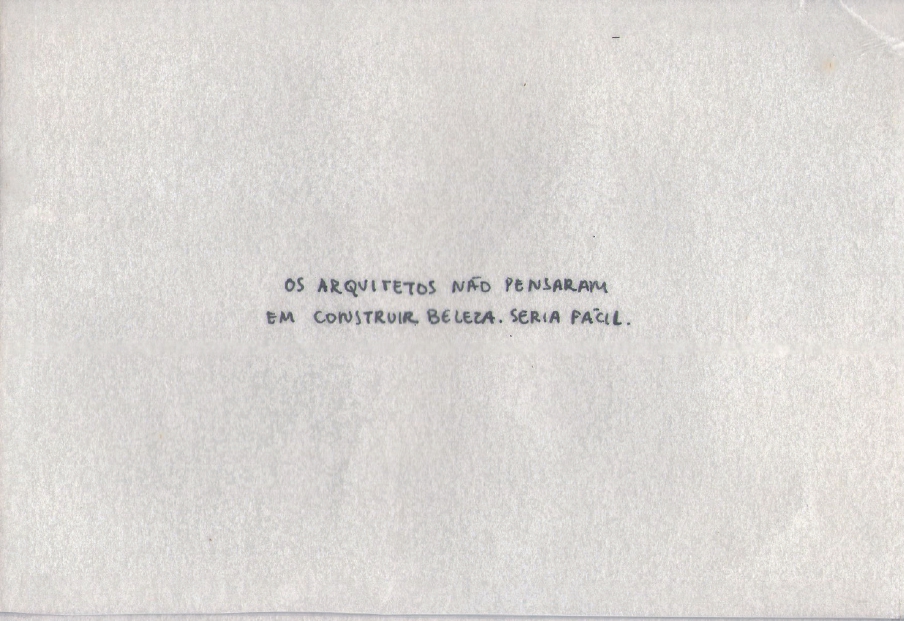 OS ARQUITETOS NÃO PENSARAM
EM CONSTRUIR BELEZA. SERIA FÁCIL.